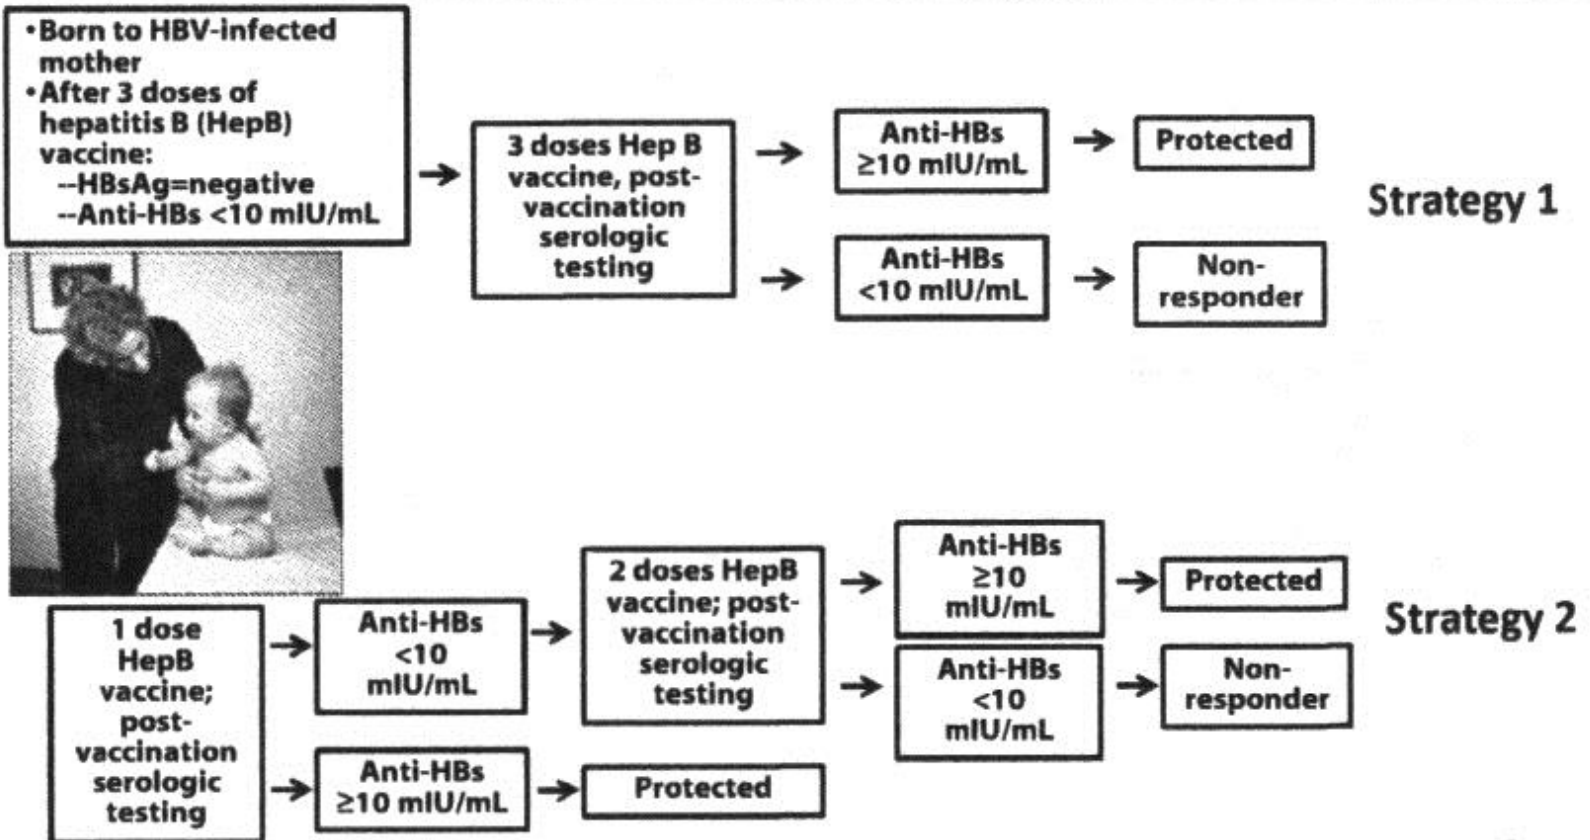 •Born to HBV-infected
mother
•After 3 doses of
hepatitis B (HepB)
vaccine:
--HBsAg=negative
--Anti-HBs <10 mIU/mL
3 doses Hep B
vaccine, post-
vaccination
serologic
testing
Anti-HBs
≥10 mIU/mL
Protected
Anti-HBs
<10 mIU/mL
Non-
responder
Strategy 1
1 dose
HepB
vaccine;
post-
vaccination
serologic
testing
Anti-HBs
<10
mIU/mL
2 doses HepB
vaccine; post-
vaccination
serologic
testing
Anti-HBs
≥10
mIU/mL
Protected
Anti-HBs
<10
mIU/mL
Non-
responder
Anti-HBs
≥10 mIU/mL
Protected
Strategy 2